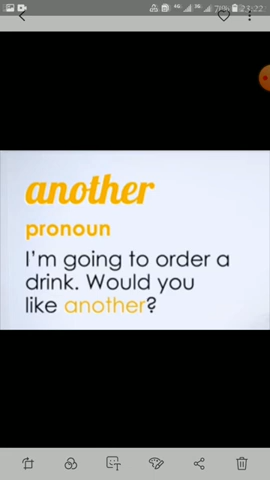 another
pronoun
I'm going to order a
drink. Would you
like another?